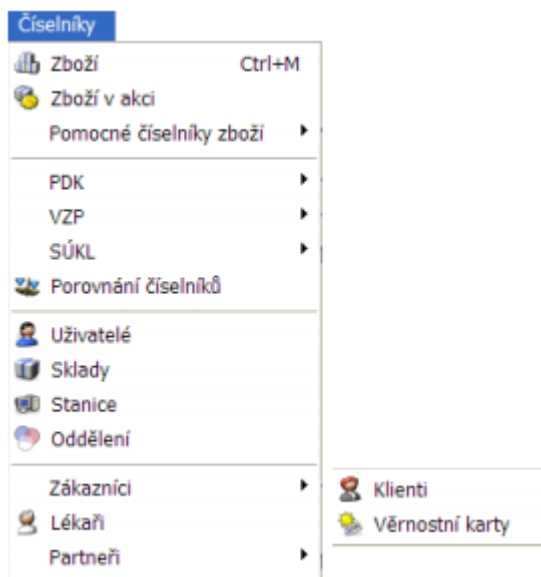 Číselníky
Zboží Ctrl+M
Zboží v akci
Pomocné číselníky zboží
PDK
VZP
SÚKL
Porovnání číselníků
Uživatelé
Sklady
Stanice
Oddělení
Zákazníci
Klienti
Lékaři
Věrnostní karty
Partneři